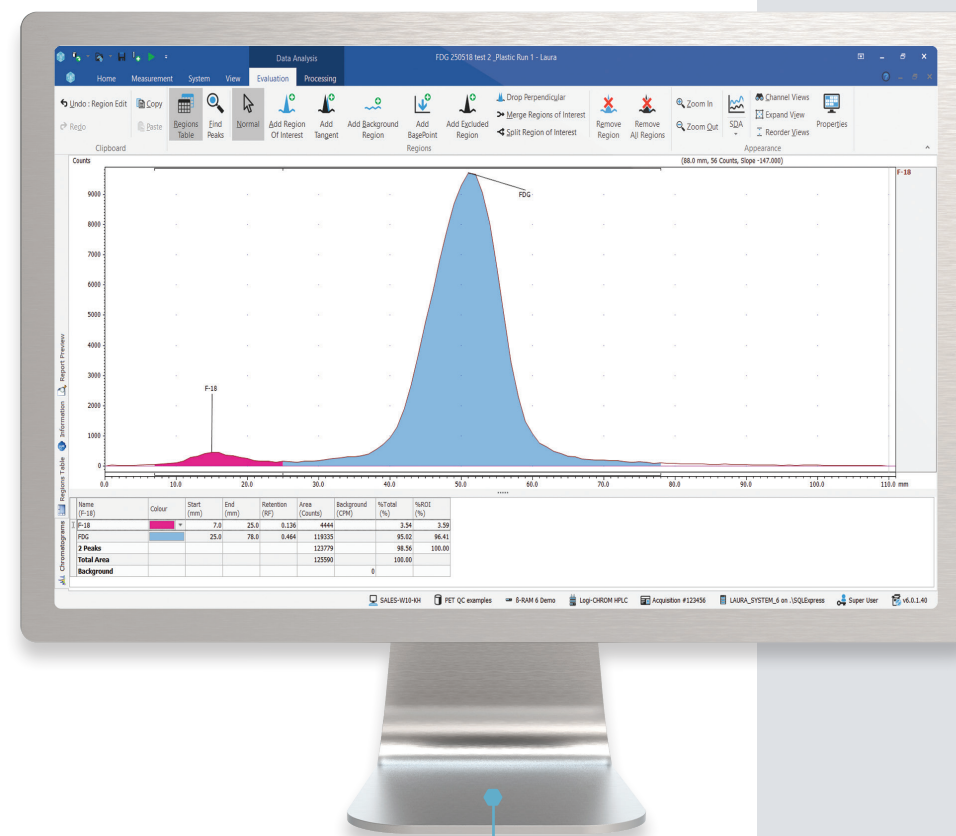 Data Analysis
FDG 250518 test 2 _Plastic Run 1 - Laura
Home Measurement System View Evaluation Processing
Undo : Region Edit
Redo
Copy
Paste
Clipboard
Regions Table
Find Peaks
Normal
Add Region Of Interest
Add Tangent
Add Background Region
Add BasePoint
Add Excluded Region
Drop Perpendicular
Merge Regions of Interest
Split Region of Interest
Remove Region
Remove All Regions
Regions
Zoom In
Zoom Out
SDA
Channel Views
Expand View
Reorder Views
Properties
Appearance
Counts
(88.0 mm, 56 Counts, Slope -147.000)
F-18
9000
8000
7000
6000
5000
4000
3000
2000
1000
0
FDG
F-18
0.0 10.0 20.0 30.0 40.0 50.0 60.0 70.0 80.0 90.0 100.0 110.0 mm
Report Preview
Information
Regions Table
Chromatograms
Name (F-18) Colour Start (mm) End (mm) Retention (RF) Area (Counts) Background (CPM) %Total (%) %ROI (%)
F-18 7.0 25.0 0.136 4444 3.54 3.59
FDG 25.0 78.0 0.464 119335 95.02 96.41
2 Peaks 123779 98.56 100.00
Total Area 125590 100.00
Background 0
SALES-W10-KH PET QC examples ß-RAM 6 Demo Logi-CHROM HPLC Acquisition #123456 LAURA_SYSTEM_6 on .\SQLExpress Super User v6.0.1.40